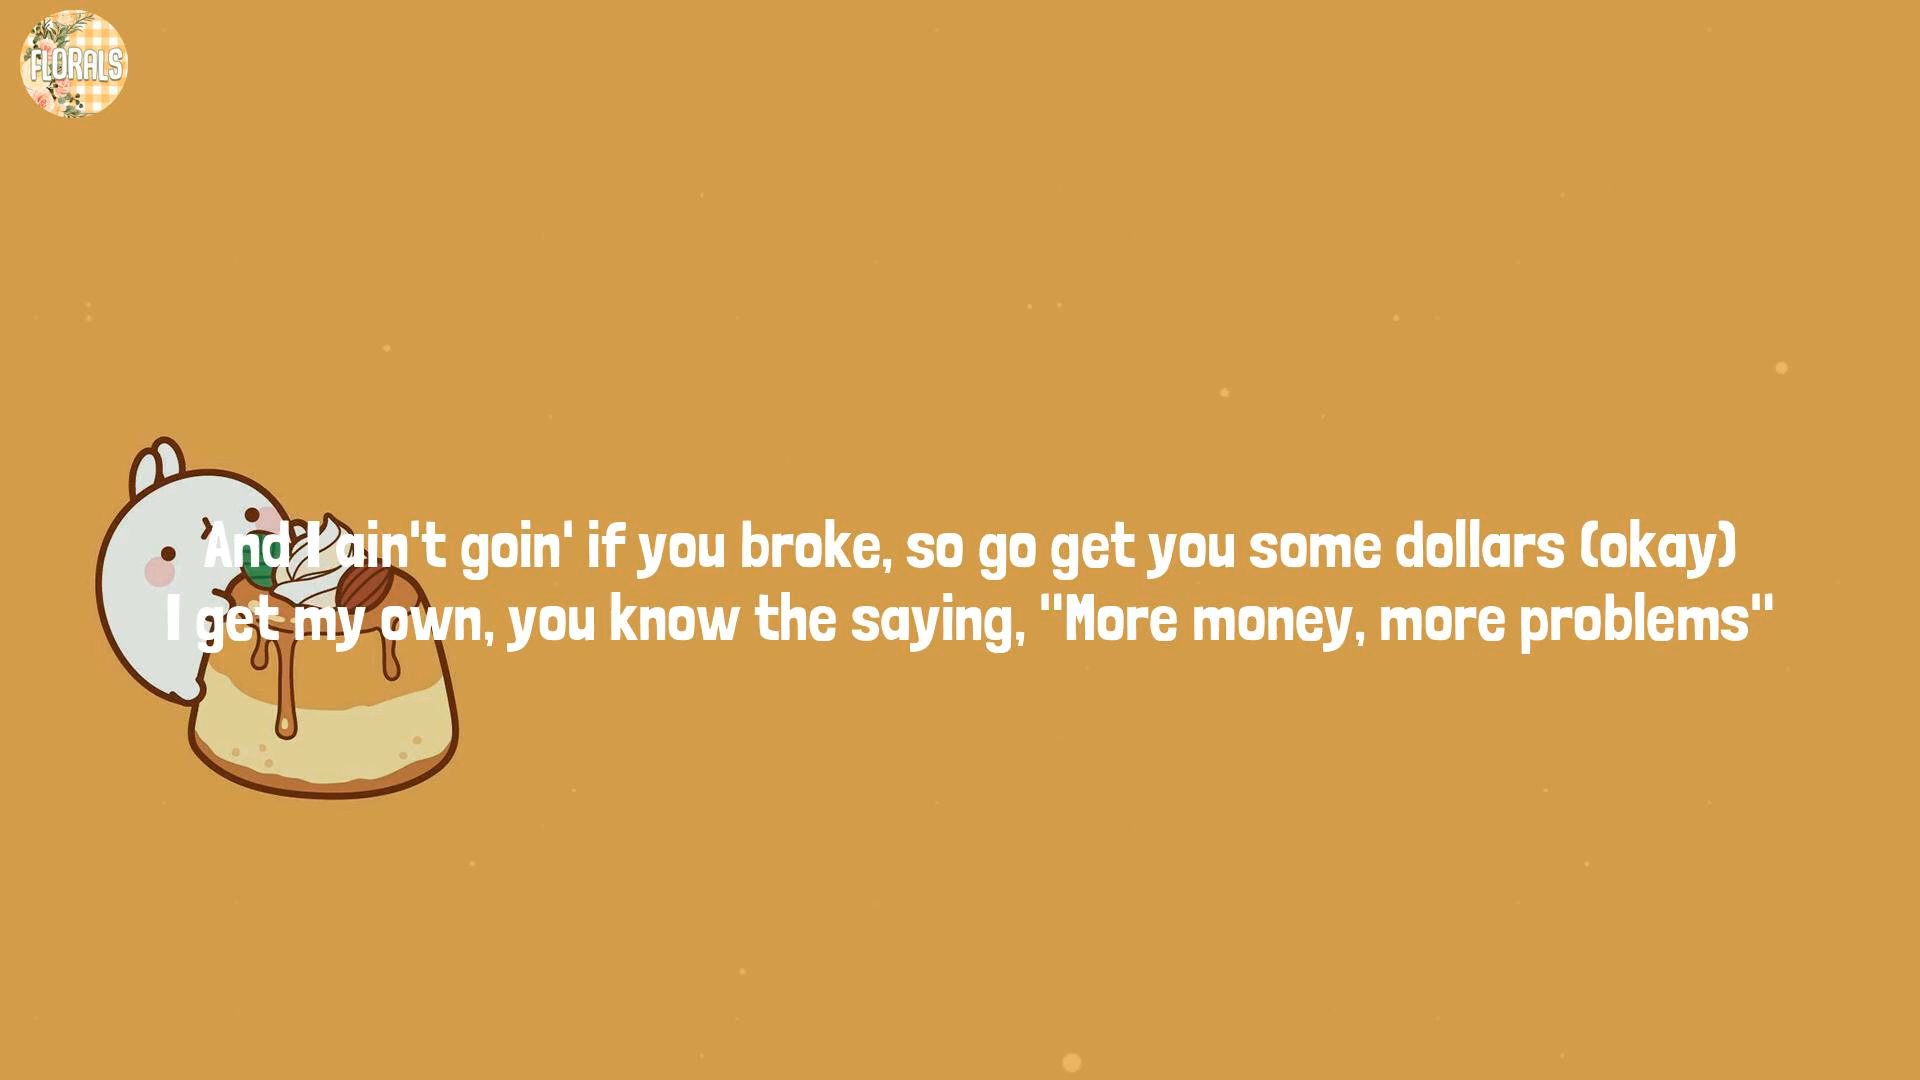 FLORALS
And I ain't goin' if you broke, so go get you some dollars (okay)
I get my own, you know the saying, "More money, more problems"